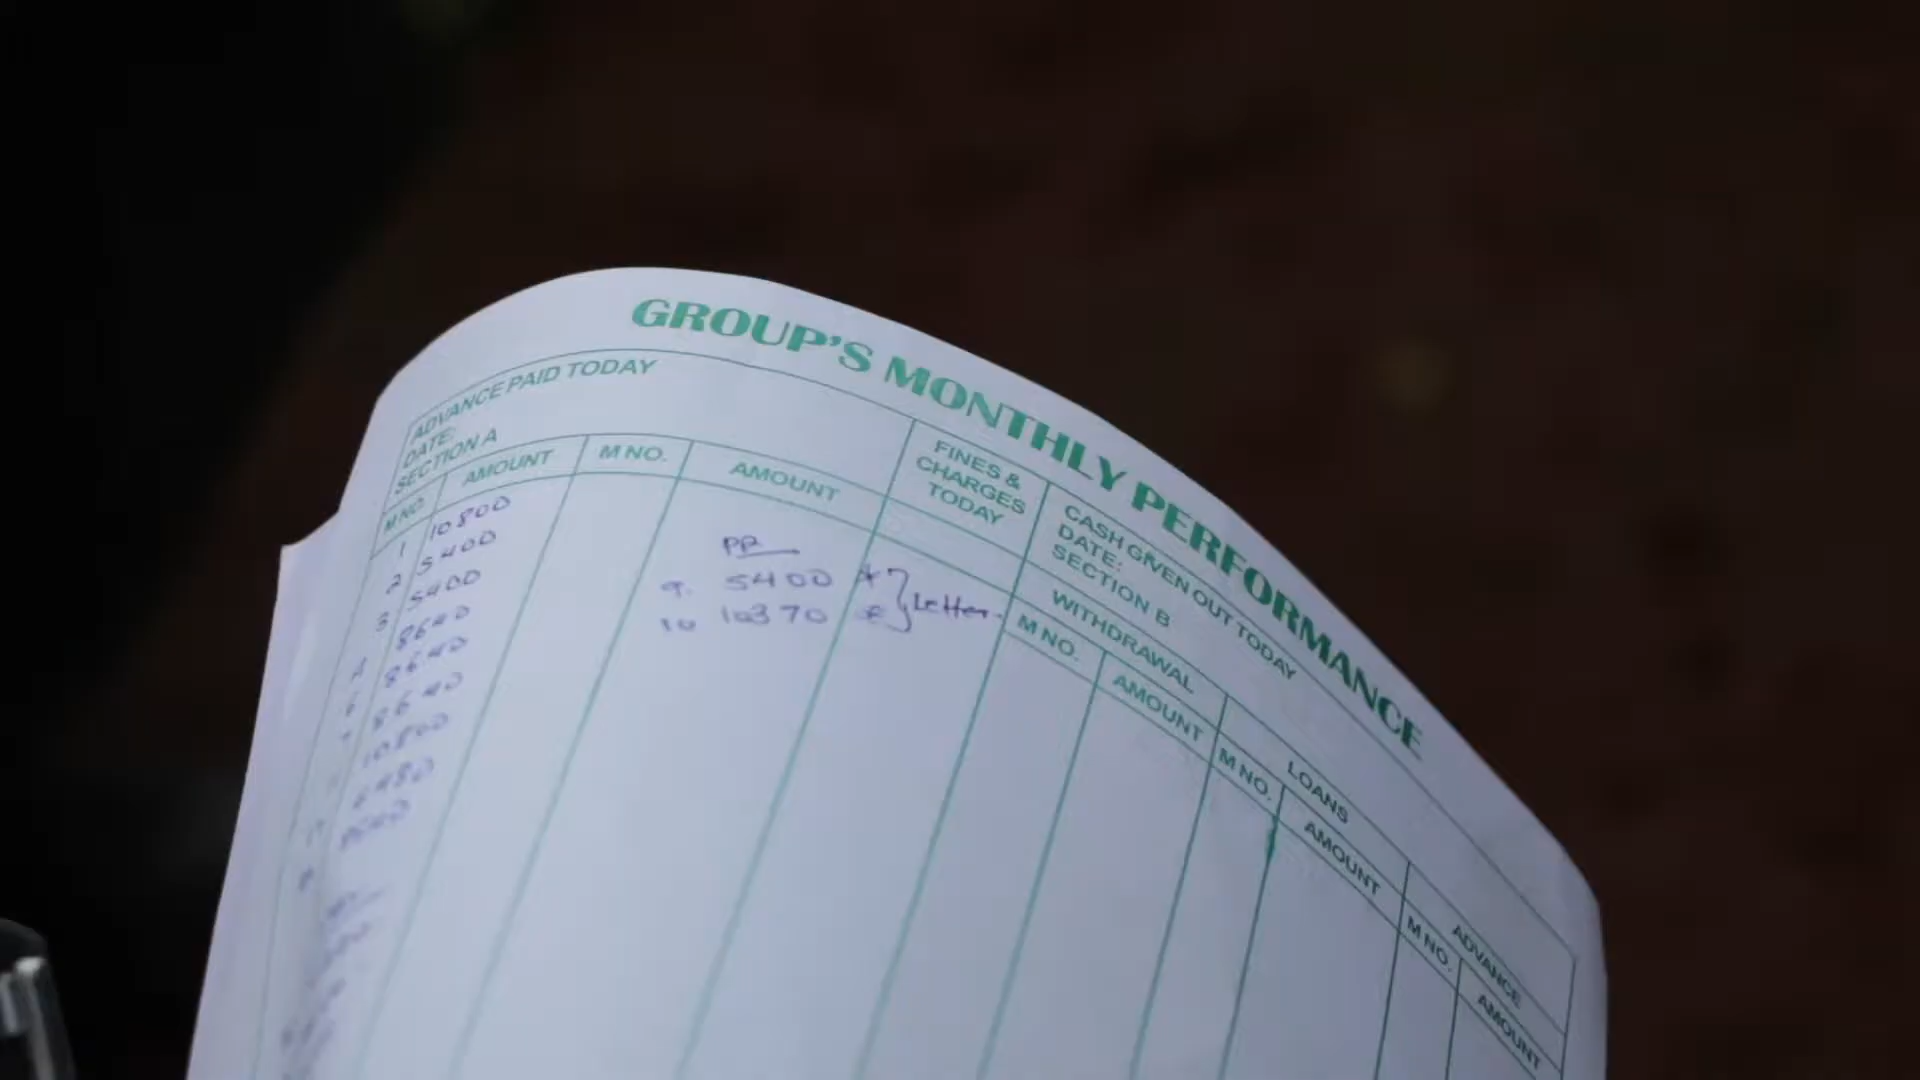 GROUP'S MONTHLY PERFORMANCE
ADVANCE PAID TODAY
DATE:
SECTION A
M NO. AMOUNT M NO. AMOUNT
FINES &
CHARGES
TODAY
CASH GIVEN OUT TODAY
DATE:
SECTION B
WITHDRAWAL
M NO. AMOUNT
LOANS
M NO. AMOUNT
ADVANCE
M NO. AMOUNT
1 10800
2 5400
3 5400
8640
8640
8640
10800
PR
9. 5400
10 10370
Letter